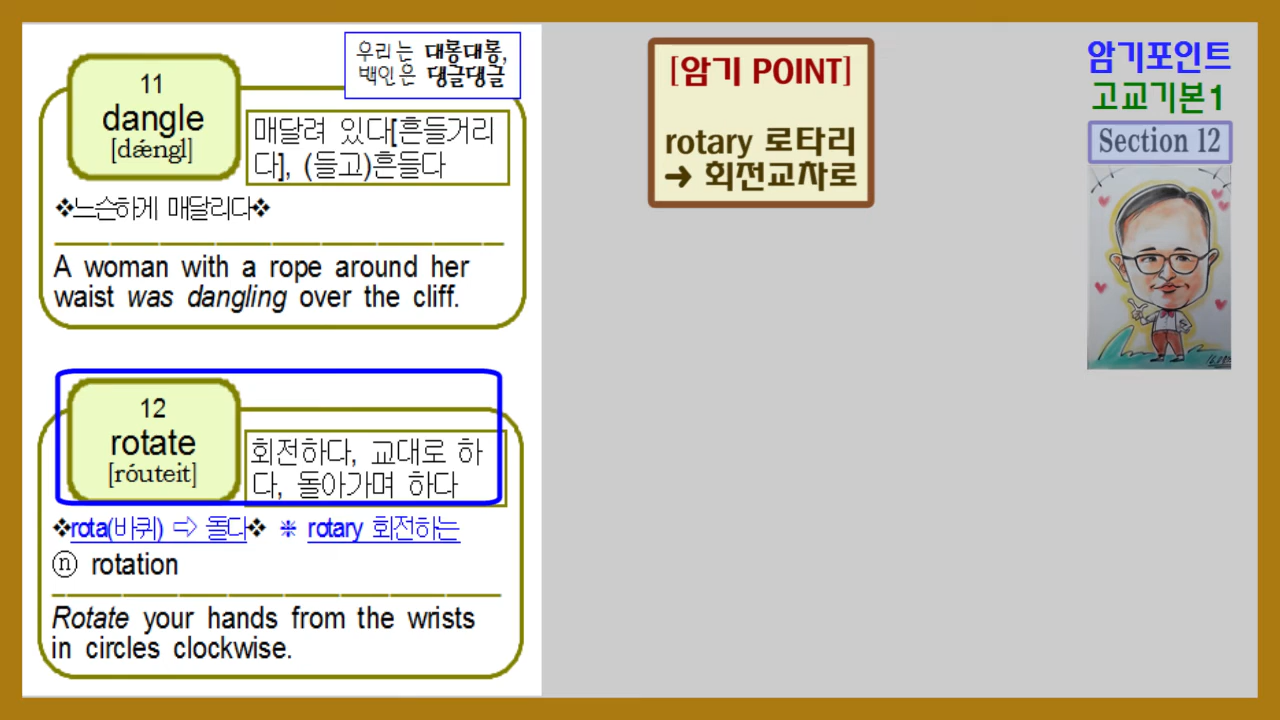 우리는 대롱대롱,
백인은 댕글댕글
11
dangle
[dǽngl]
매달려 있다[흔들거리
다], (들고)흔들다
❖느슨하게 매달리다❖
A woman with a rope around her
waist was dangling over the cliff.
12
rotate
[róuteit]
회전하다, 교대로 하
다, 돌아가며 하다
❖rota(바퀴) ⇨ 돌다❖ ❈ rotary 회전하는
ⓝ rotation
Rotate your hands from the wrists
in circles clockwise.
[암기 POINT]
rotary 로타리
➜ 회전교차로
암기포인트
고교기본1
Section 12